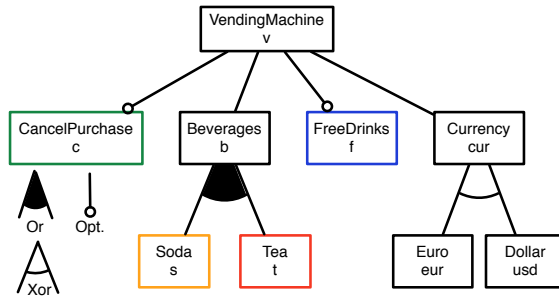 VendingMachine
v
CancelPurchase
c
Beverages
b
FreeDrinks
f
Currency
cur
Or
Opt.
Xor
Soda
s
Tea
t
Euro
eur
Dollar
usd